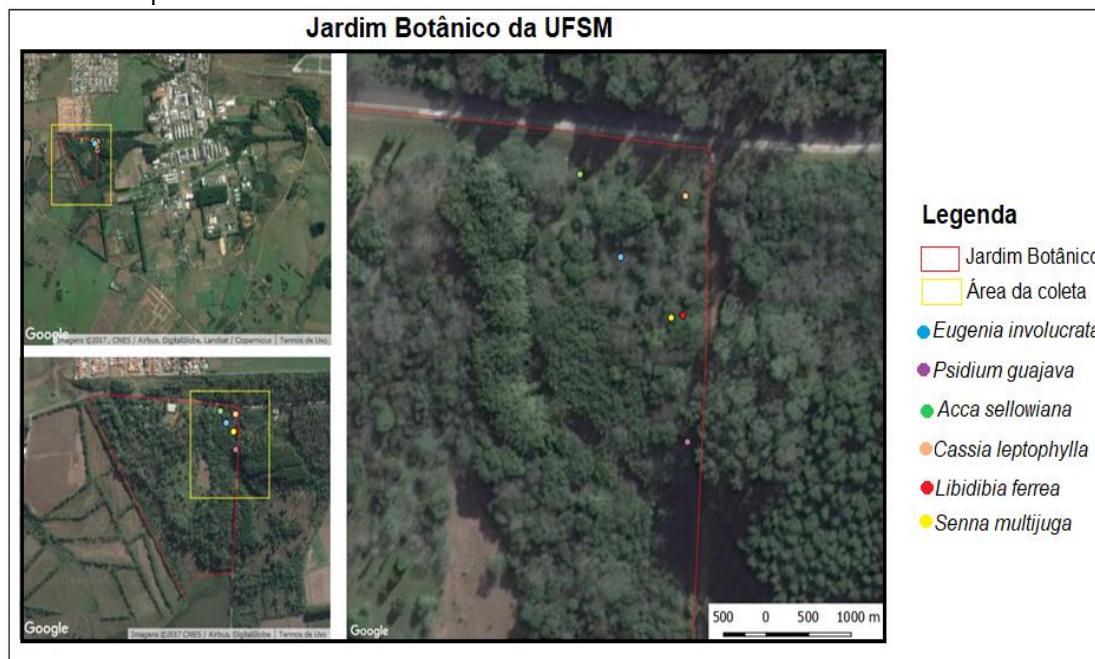 Jardim Botânico da UFSM
Google
Imagens ©2017, CNES / Airbus, DigitalGlobe, Landsat / Copernicus | Termos de Uso
Google
Imagens ©2017 CNES / Airbus, DigitalGlobe | Termos de Uso
Google
500 0 500 1000 m
Legenda
Jardim Botânico
Área da coleta
Eugenia involucrata
Psidium guajava
Acca sellowiana
Cassia leptophylla
Libidibia ferrea
Senna multijuga